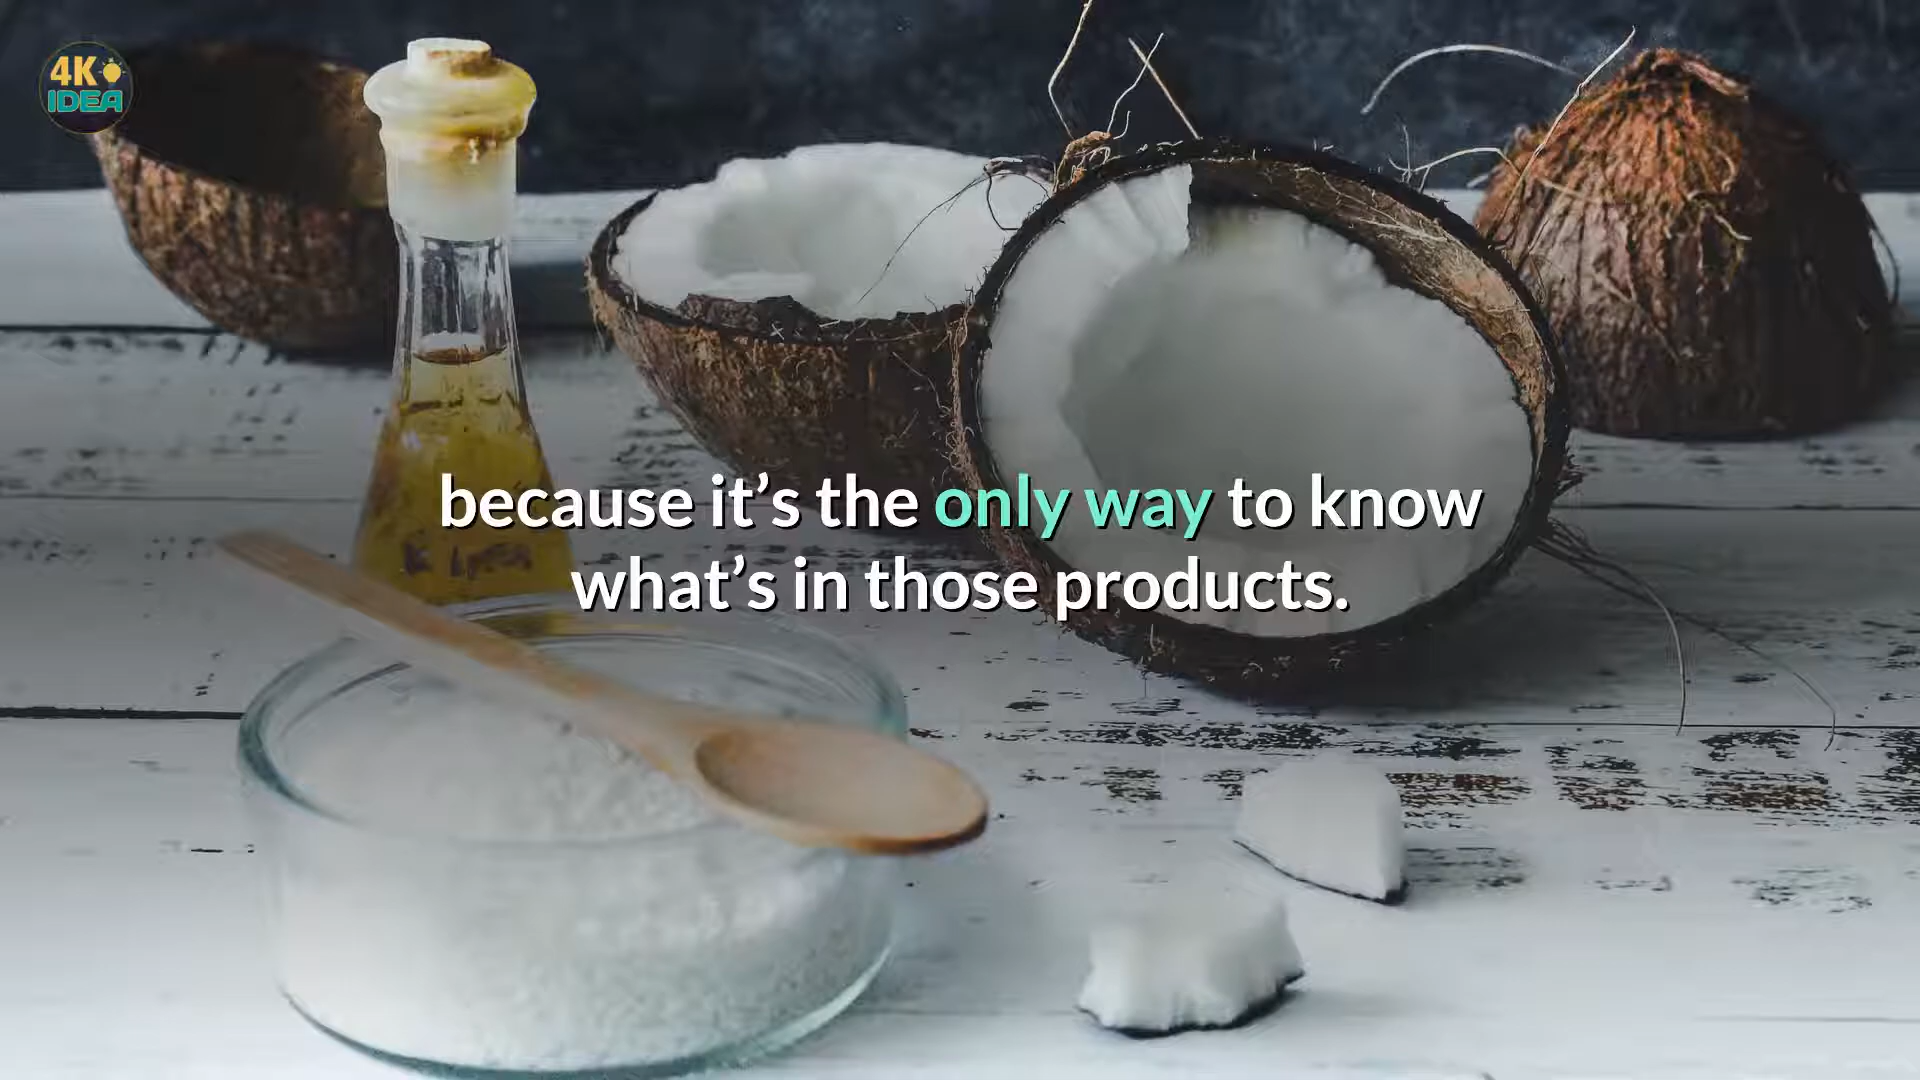 4K
IDEA
because it’s the only way to know
what’s in those products.